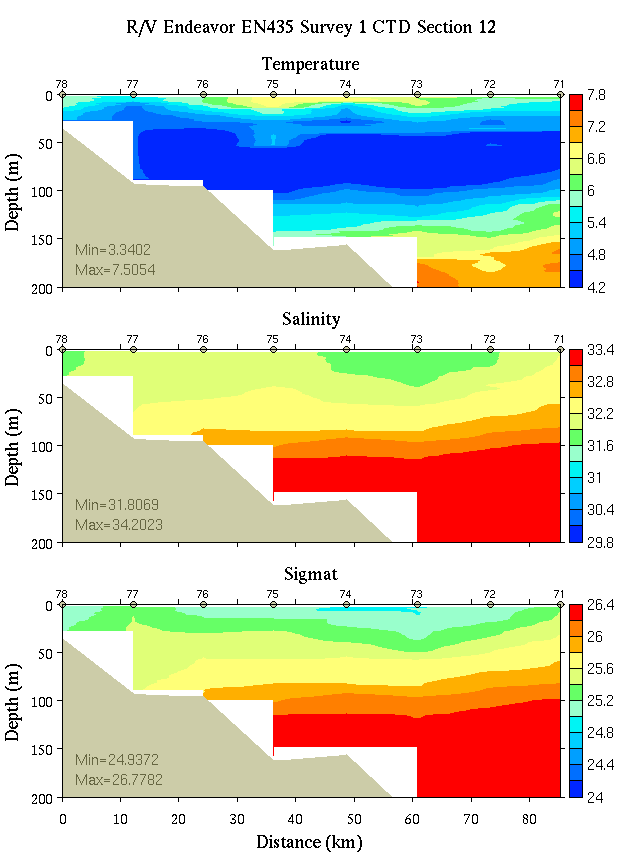 R/V Endeavor EN435 Survey 1 CTD Section 12
Temperature
78 77 76 75 74 73 72 71
0
50
100
150
200
Depth (m)
Min=3.3402
Max=7.5054
7.8
7.2
6.6
6
5.4
4.8
4.2
Salinity
78 77 76 75 74 73 72 71
0
50
100
150
200
Depth (m)
Min=31.8069
Max=34.2023
33.4
32.8
32.2
31.6
31
30.4
29.8
Sigmat
78 77 76 75 74 73 72 71
0
50
100
150
200
Depth (m)
Min=24.9372
Max=26.7782
26.4
26
25.6
25.2
24.8
24.4
24
0 10 20 30 40 50 60 70 80
Distance (km)